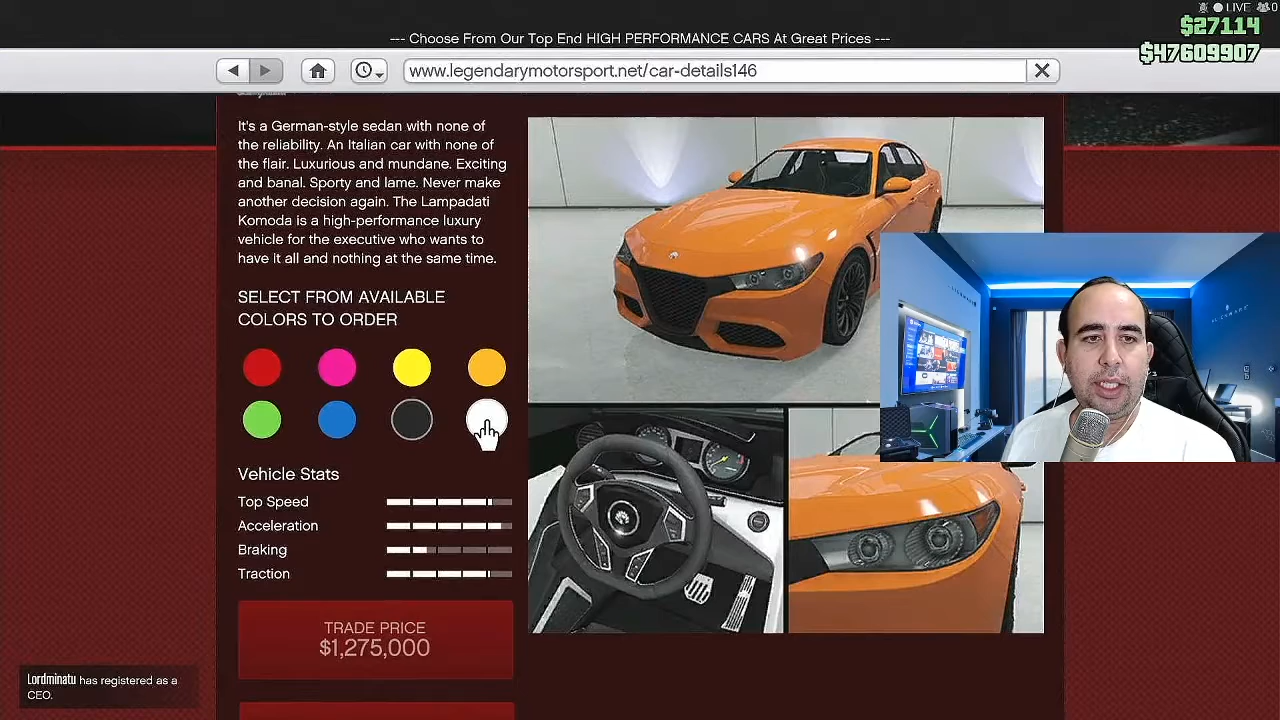 LIVE 0
$27114
--- Choose From Our Top End HIGH PERFORMANCE CARS At Great Prices ---
$47609907
www.legendarymotorsport.net/car-details146
It's a German-style sedan with none of
the reliability. An Italian car with none of
the flair. Luxurious and mundane. Exciting
and banal. Sporty and lame. Never make
another decision again. The Lampadati
Komoda is a high-performance luxury
vehicle for the executive who wants to
have it all and nothing at the same time.
SELECT FROM AVAILABLE
COLORS TO ORDER
Vehicle Stats
Top Speed
Acceleration
Braking
Traction
TRADE PRICE
$1,275,000
Lordminatu has registered as a
CEO.